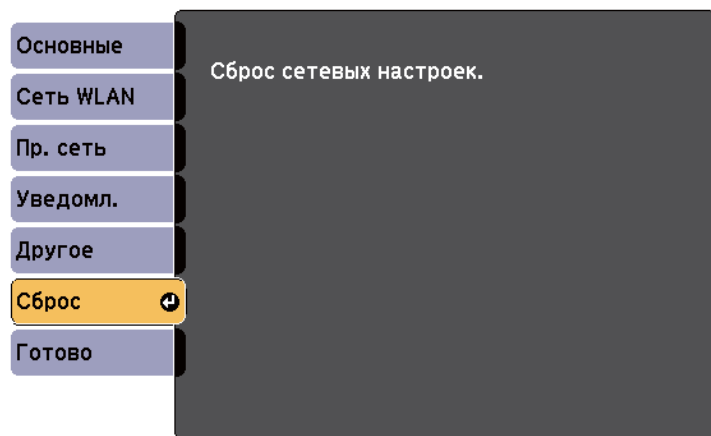 Основные
Сеть WLAN
Пр. сеть
Уведомл.
Другое
Сброс
Готово
Сброс сетевых настроек.